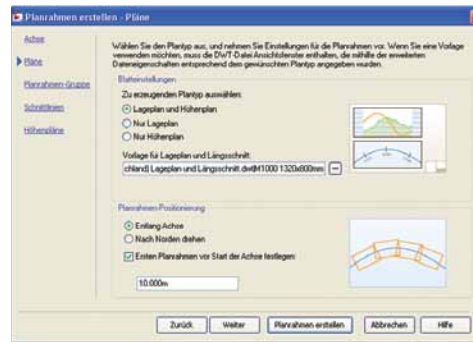 Planrahmen erstellen - Pläne
Achse
Pläne
Planrahmen-Gruppe
Schnittlinien
Höhenpläne
Wählen Sie den Plantyp aus, und nehmen Sie Einstellungen für die Planrahmen vor. Wenn Sie eine Vorlage
verwenden möchten, muss die DWT-Datei Ansichtsfenster enthalten, die mithilfe der erweiterten
Dateieigenschaften entsprechend dem gewünschten Plantyp angegeben wurden.
Blatteinstellungen
Zu erzeugenden Plantyp auswählen:
Lageplan und Höhenplan
Nur Lageplan
Nur Höhenplan
Vorlage für Lageplan und Längsschnitt:
chland) Lageplan und Längsschnitt.dwt|M1000 1320x800mm
Planrahmen-Positionierung
Entlang Achse
Nach Norden drehen
Ersten Planrahmen vor Start der Achse festlegen:
10.000m
Zurück Weiter Planrahmen erstellen Abbrechen Hilfe